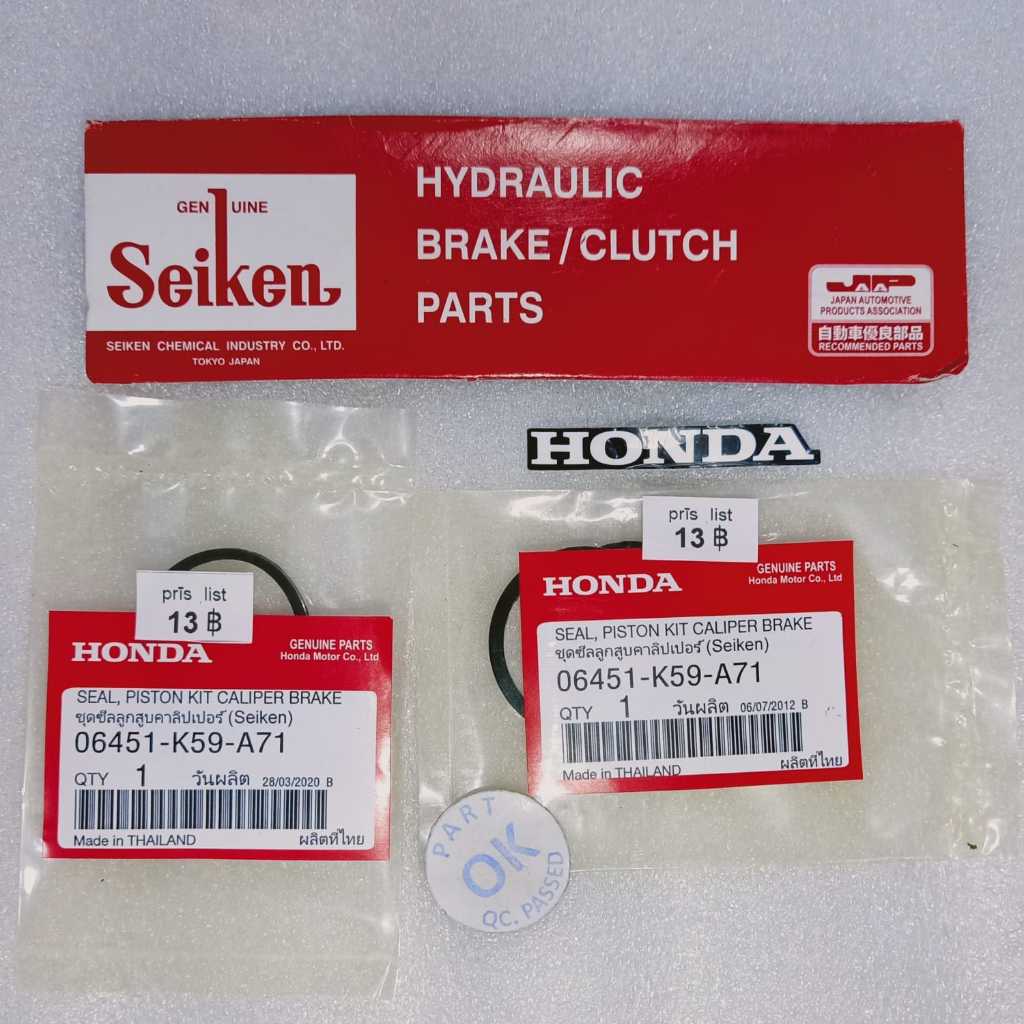 GENUINE
Seiken
SEIKEN CHEMICAL INDUSTRY CO., LTD.
TOKYO JAPAN
HYDRAULIC
BRAKE / CLUTCH
PARTS
JAP
JAPAN AUTOMOTIVE
PRODUCTS ASSOCIATION
自動車優良部品
RECOMMENDED PARTS
HONDA
prīs list
13 ฿
HONDA
GENUINE PARTS
Honda Motor Co., Ltd
SEAL, PISTON KIT CALIPER BRAKE
ชุดซีลลูกสูบคาลิปเปอร์ (Seiken)
06451-K59-A71
QTY 1 วันผลิต 28/03/2020 B
Made in THAILAND ผลิตที่ไทย
prīs list
13 ฿
HONDA
GENUINE PARTS
Honda Motor Co., Ltd
SEAL, PISTON KIT CALIPER BRAKE
ชุดซีลลูกสูบคาลิปเปอร์ (Seiken)
06451-K59-A71
QTY 1 วันผลิต 06/07/2012 B
Made in THAILAND ผลิตที่ไทย
PART
OK
QC. PASSED